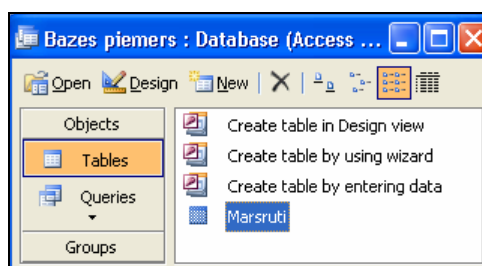 Bazes piemers : Database (Access ...
Open Design New
Objects
Tables
Queries
Groups
Create table in Design view
Create table by using wizard
Create table by entering data
Marsruti